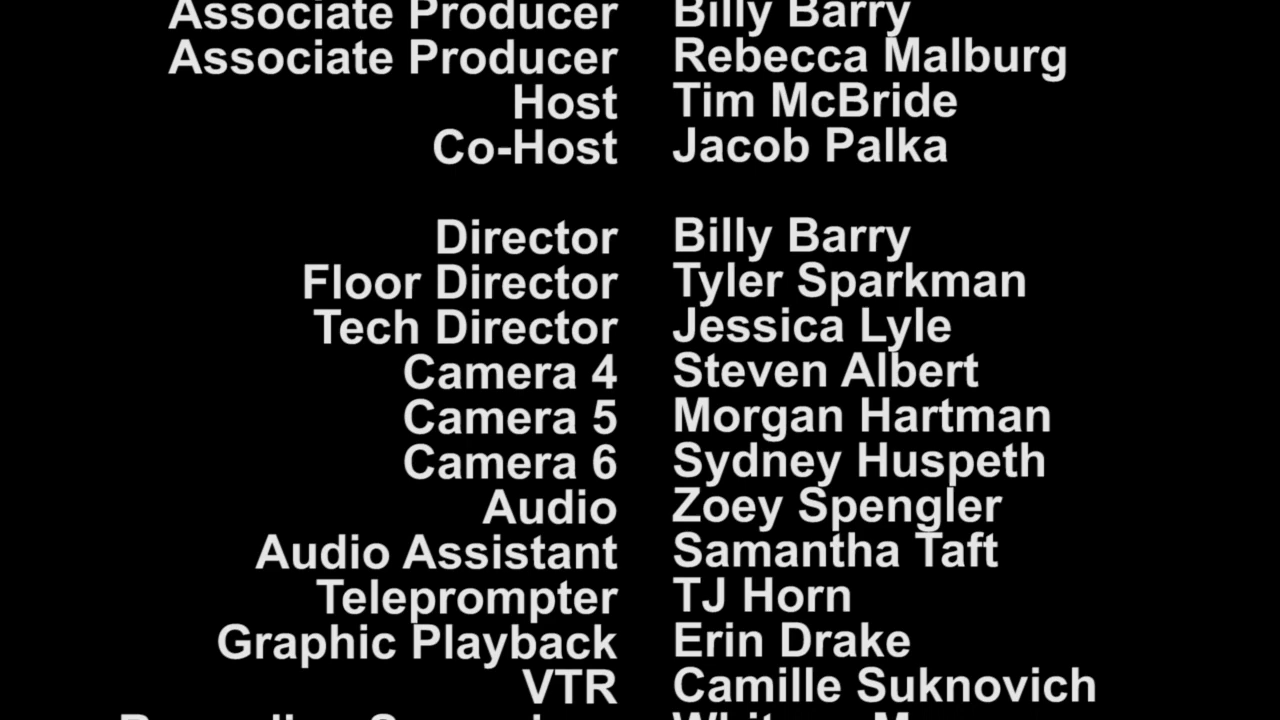 Associate Producer Billy Barry
Associate Producer Rebecca Malburg
Host Tim McBride
Co-Host Jacob Palka
Director Billy Barry
Floor Director Tyler Sparkman
Tech Director Jessica Lyle
Camera 4 Steven Albert
Camera 5 Morgan Hartman
Camera 6 Sydney Huspeth
Audio Zoey Spengler
Audio Assistant Samantha Taft
Teleprompter TJ Horn
Graphic Playback Erin Drake
VTR Camille Suknovich